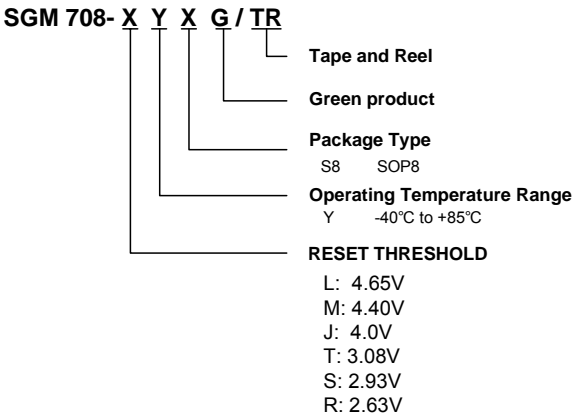 SGM 708- X Y X G / TR
Tape and Reel
Green product
Package Type
S8 SOP8
Operating Temperature Range
Y -40℃ to +85℃
RESET THRESHOLD
L: 4.65V
M: 4.40V
J: 4.0V
T: 3.08V
S: 2.93V
R: 2.63V